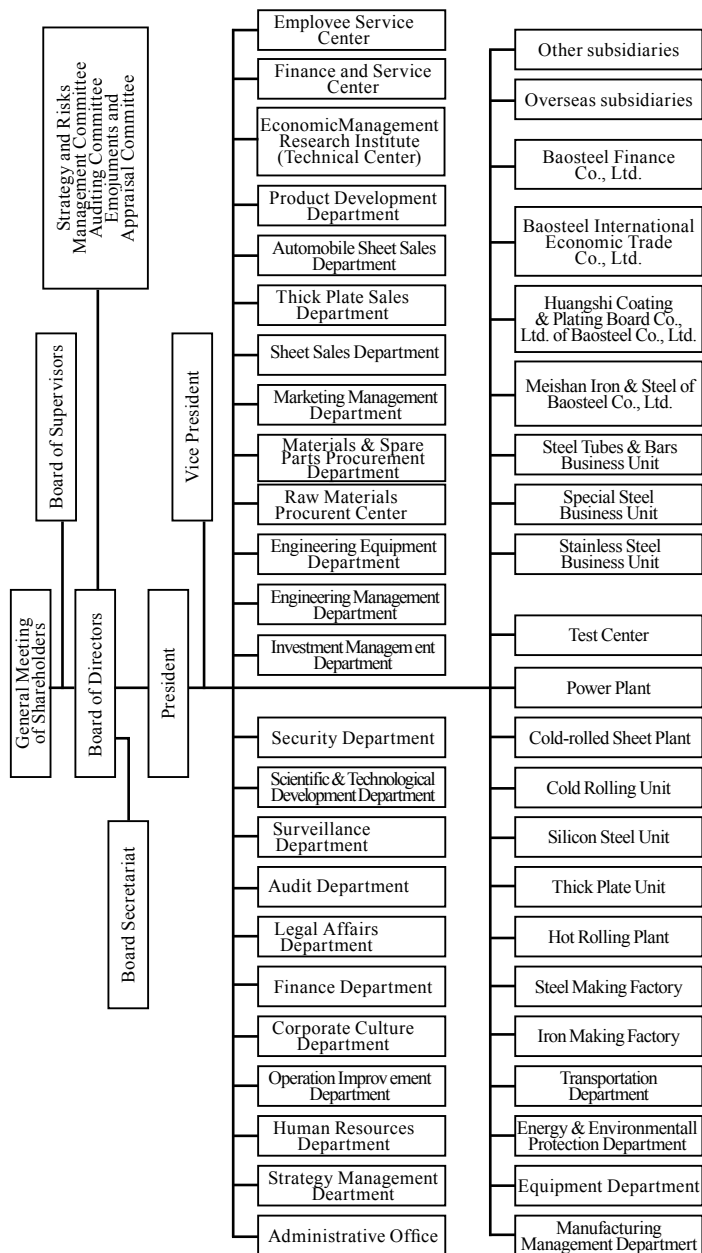 Strategy and Risks
Management Committee
Auditing Committee
Emojuments and
Appraisal Committee
Board of Supervisors
General Meeting
of Shareholders
Board of Directors
Board Secretariat
President
Vice President
Employee Service
Center
Finance and Service
Center
EconomicManagement
Research Institute
(Technical Center)
Product Development
Department
Automobile Sheet Sales
Department
Thick Plate Sales
Department
Sheet Sales Department
Marketing Management
Department
Materials & Spare
Parts Procurement
Department
Raw Materials
Procurent Center
Engineering Equipment
Department
Engineering Management
Department
Investment Management
Department
Security Department
Scientific & Technological
Development Department
Surveillance
Department
Audit Department
Legal Affairs
Department
Finance Department
Corporate Culture
Department
Operation Improvement
Department
Human Resources
Department
Strategy Management
Deartment
Administrative Office
Other subsidiaries
Overseas subsidiaries
Baosteel Finance
Co., Ltd.
Baosteel International
Economic Trade
Co., Ltd.
Huangshi Coating
& Plating Board Co.,
Ltd. of Baosteel Co., Ltd.
Meishan Iron & Steel of
Baosteel Co., Ltd.
Steel Tubes & Bars
Business Unit
Special Steel
Business Unit
Stainless Steel
Business Unit
Test Center
Power Plant
Cold-rolled Sheet Plant
Cold Rolling Unit
Silicon Steel Unit
Thick Plate Unit
Hot Rolling Plant
Steel Making Factory
Iron Making Factory
Transportation
Department
Energy & Environmentall
Protection Department
Equipment Department
Manufacturing
Management Departmert